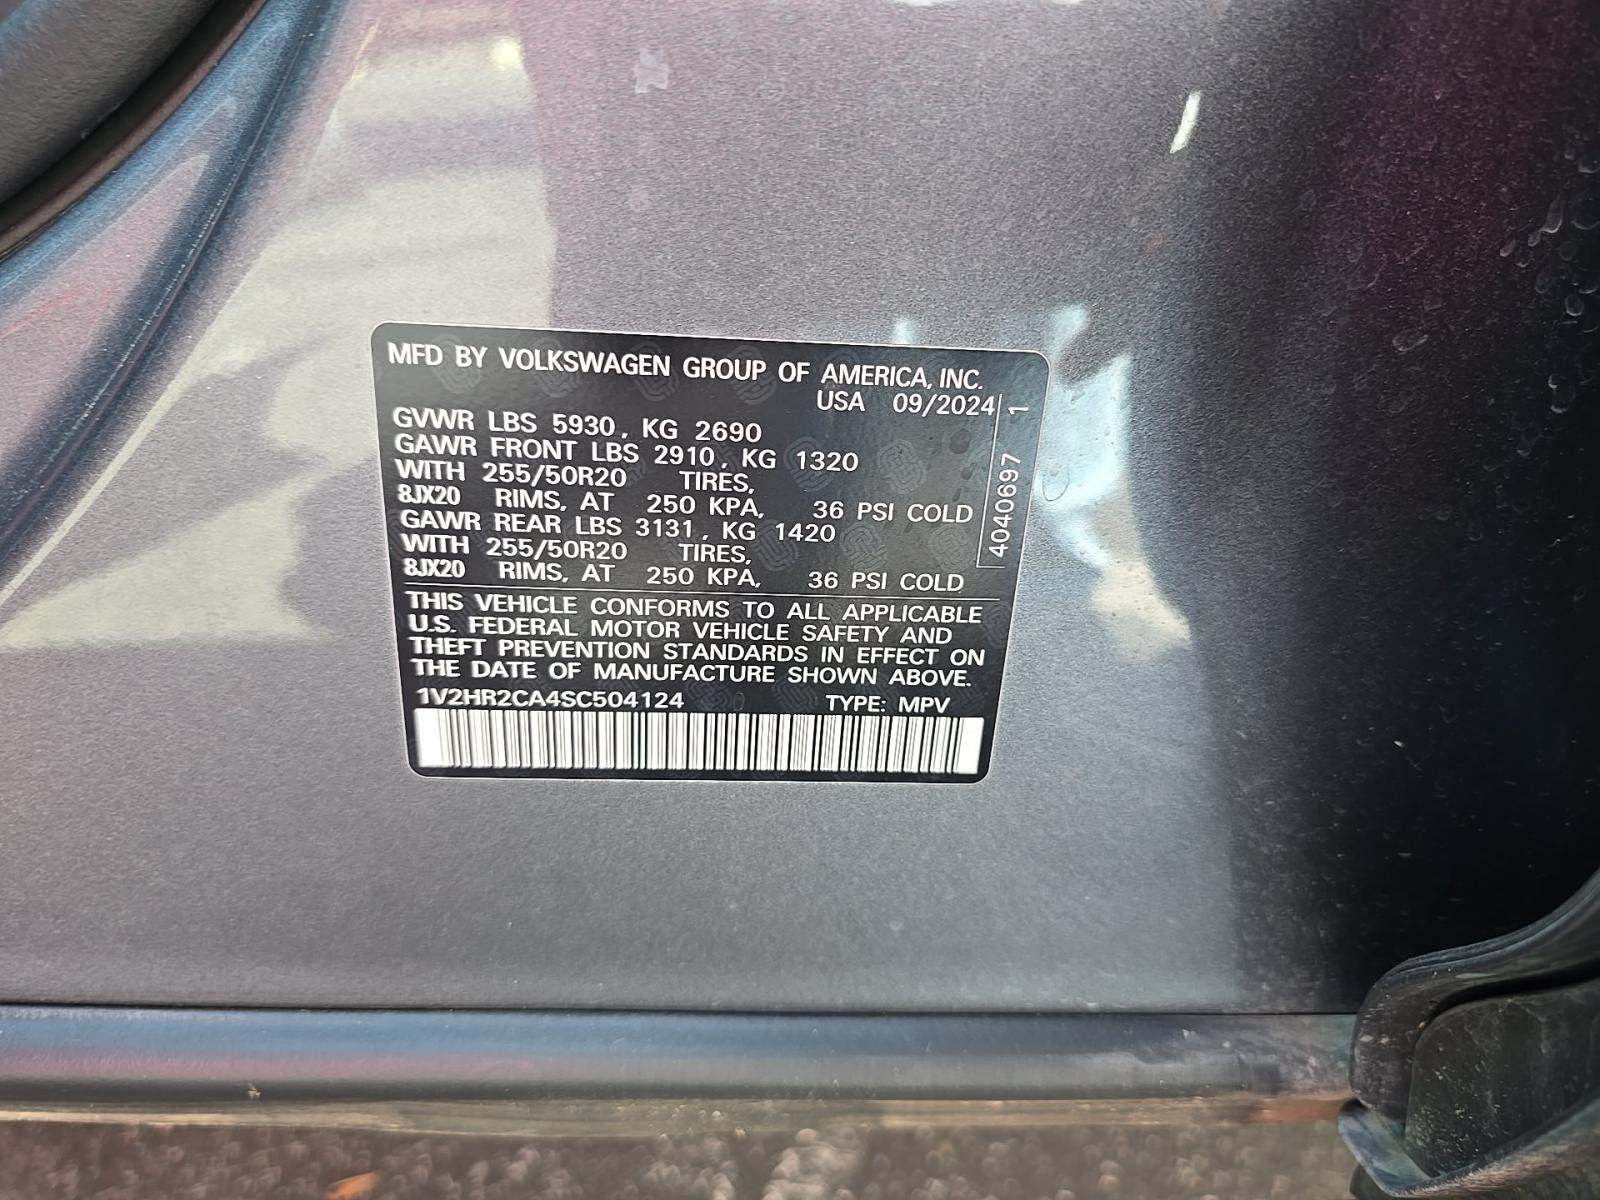 MFD BY VOLKSWAGEN GROUP OF AMERICA, INC.
USA 09/2024
GVWR LBS 5930, KG 2690
GAWR FRONT LBS 2910, KG 1320
WITH 255/50R20 TIRES,
8JX20 RIMS, AT 250 KPA, 36 PSI COLD
GAWR REAR LBS 3131, KG 1420
WITH 255/50R20 TIRES,
8JX20 RIMS, AT 250 KPA, 36 PSI COLD
THIS VEHICLE CONFORMS TO ALL APPLICABLE
U.S. FEDERAL MOTOR VEHICLE SAFETY AND
THEFT PREVENTION STANDARDS IN EFFECT ON
THE DATE OF MANUFACTURE SHOWN ABOVE.
1V2HR2CA4SC504124 TYPE: MPV
4040697 1